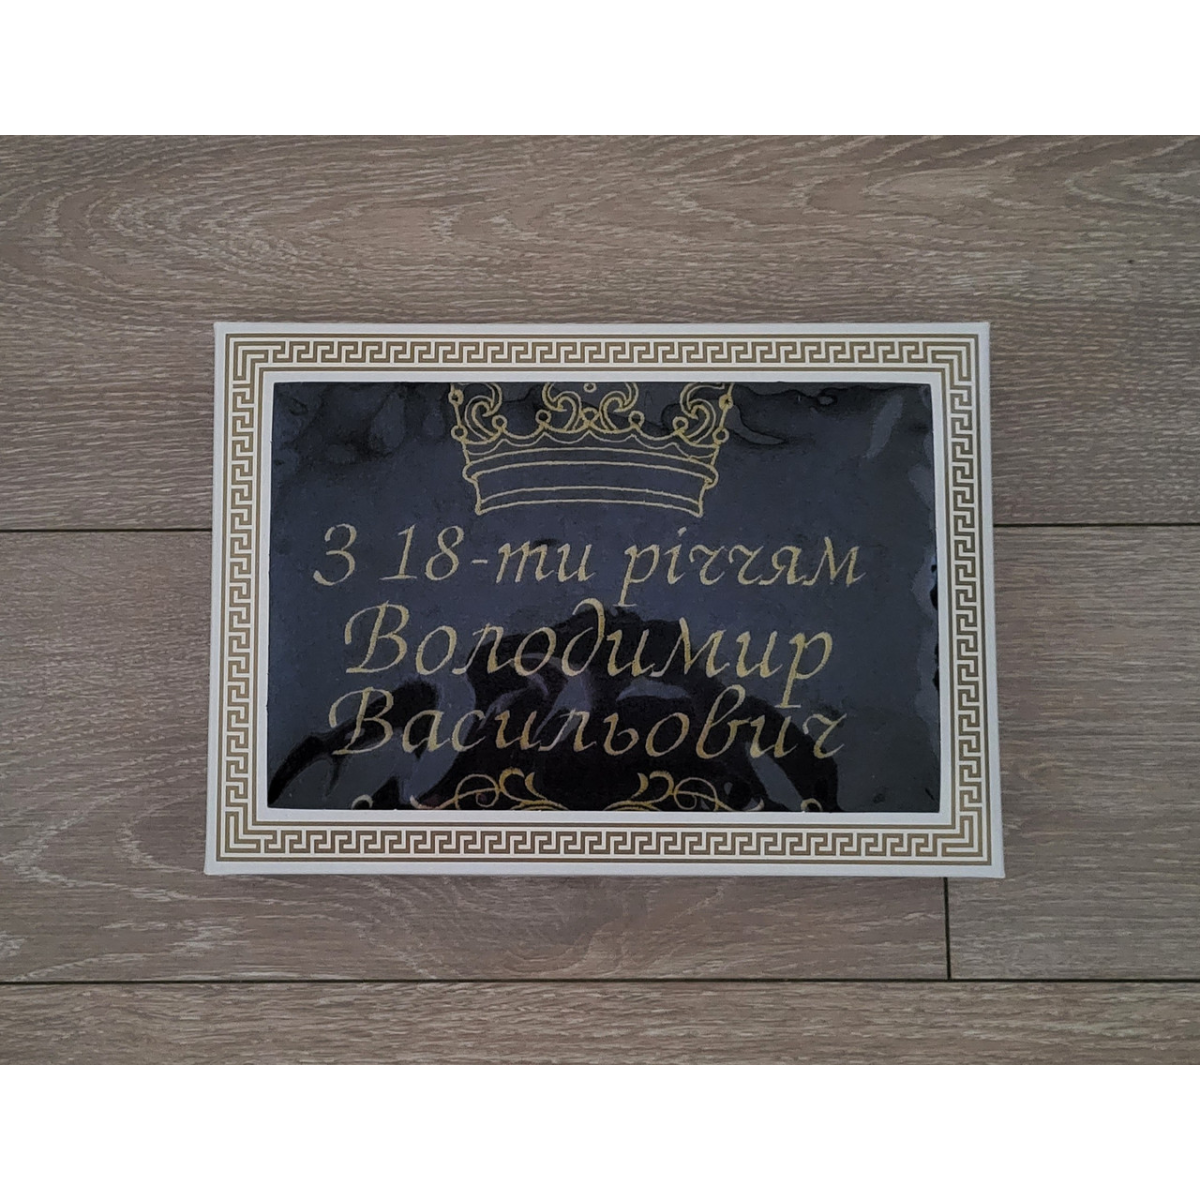 З 18-ти річчям
Володимир
Васильович